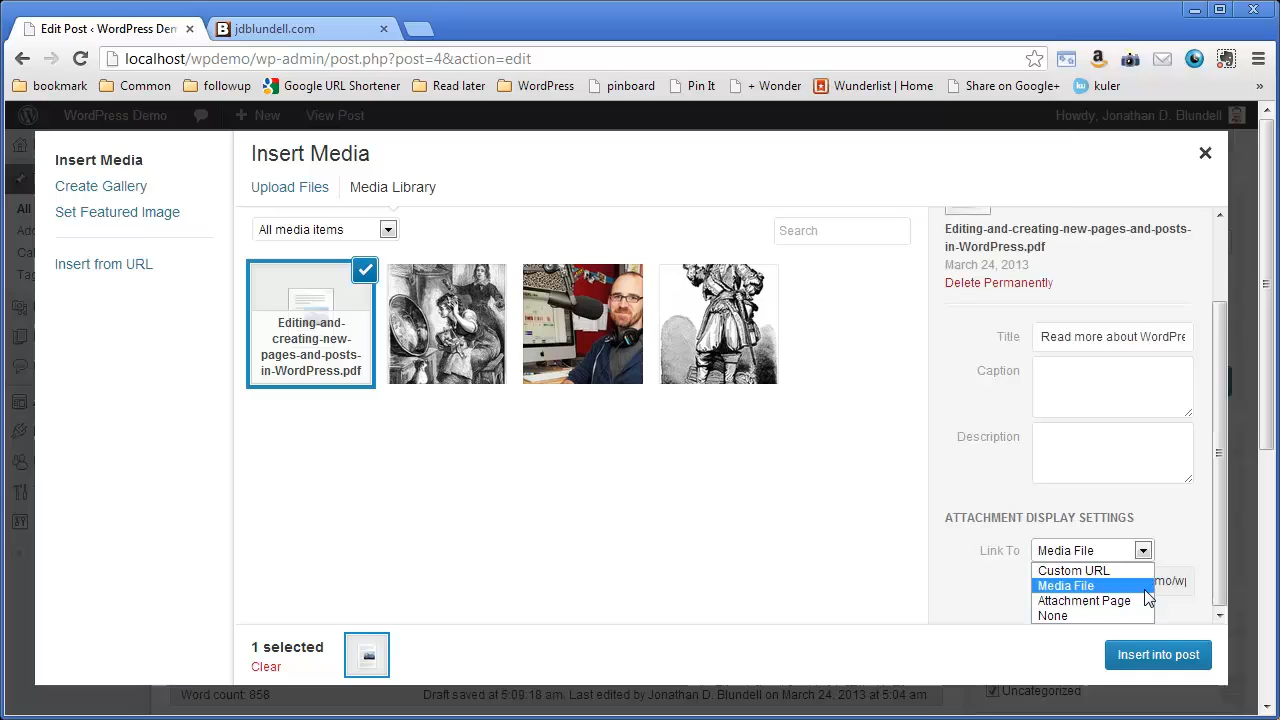 Edit Post ‹ WordPress Dem
jdblundell.com
localhost/wpdemo/wp-admin/post.php?post=4&action=edit
bookmark
Common
followup
Google URL Shortener
Read later
WordPress
pinboard
Pin It
+ Wonder
Wunderlist | Home
Share on Google+
ku
kuler
»
WordPress Demo
+ New
View Post
Howdy, Jonathan D. Blundell
Insert Media
Create Gallery
Set Featured Image
Insert from URL
All
Add
Tag
Insert Media
Upload Files
Media Library
All media items
Search
Editing-and-
creating-new-
pages-and-posts-
in-WordPress.pdf
Editing-and-creating-new-pages-and-posts-
in-WordPress.pdf
March 24, 2013
Delete Permanently
Title
Read more about WordPre
Caption
Description
ATTACHMENT DISPLAY SETTINGS
Link To
Media File
Custom URL
Media File
Attachment Page
None
mo/wp
1 selected
Clear
Insert into post
Word count: 858
Draft saved at 5:09:18 am. Last edited by Jonathan D. Blundell on March 24, 2013 at 5:04 am
Uncategorized